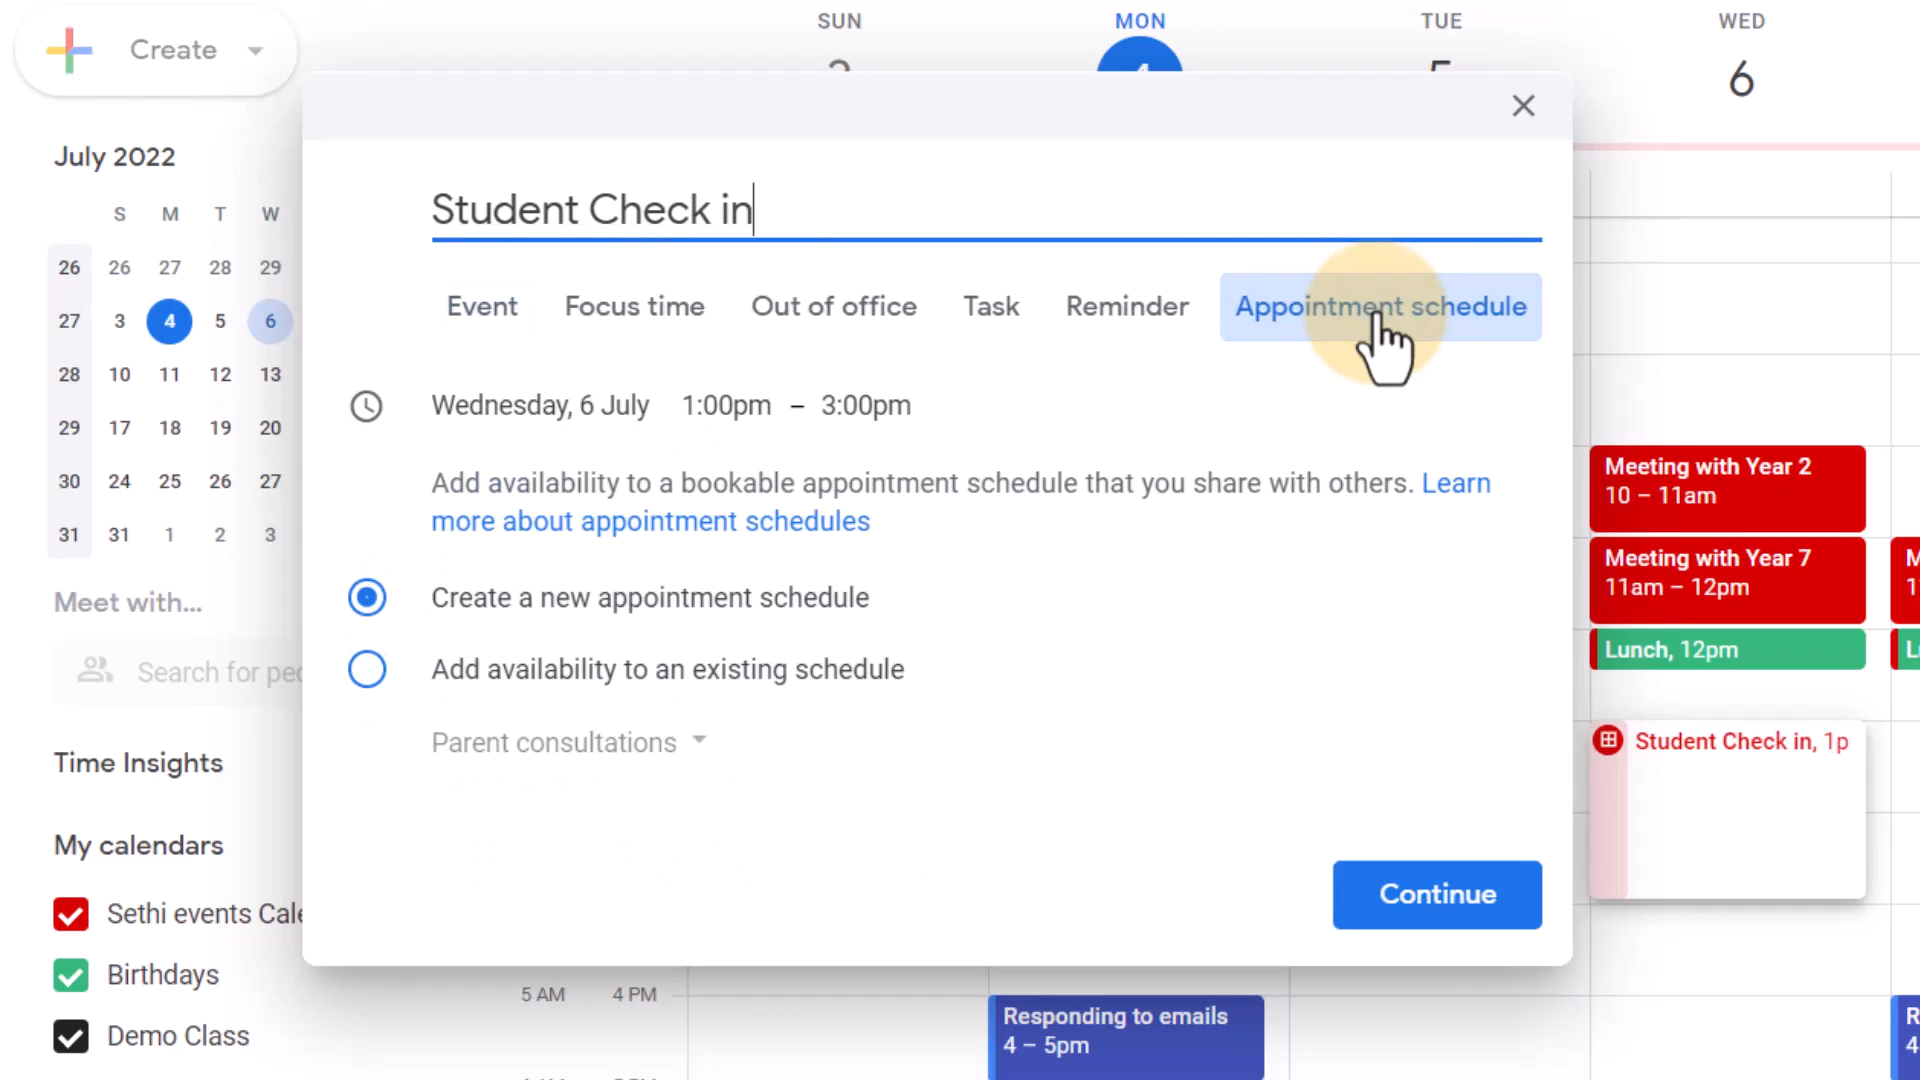 Create
SUN
MON
TUE
WED
6
July 2022
S M T W
26 26 27 28 29
27 3 4 5 6
28 10 11 12 13
29 17 18 19 20
30 24 25 26 27
31 31 1 2 3
Meet with...
Search for
Time Insights
My calendars
Sethi events
Birthdays
Demo Class
Student Check in
Event Focus time Out of office Task Reminder Appointment schedule
Wednesday, 6 July 1:00pm – 3:00pm
Add availability to a bookable appointment schedule that you share with others. Learn
more about appointment schedules
Create a new appointment schedule
Add availability to an existing schedule
Parent consultations
Continue
Meeting with Year 2
10 – 11am
Meeting with Year 7
11am – 12pm
Lunch, 12pm
Student Check in, 1p
5 AM 4 PM
Responding to emails
4 – 5pm